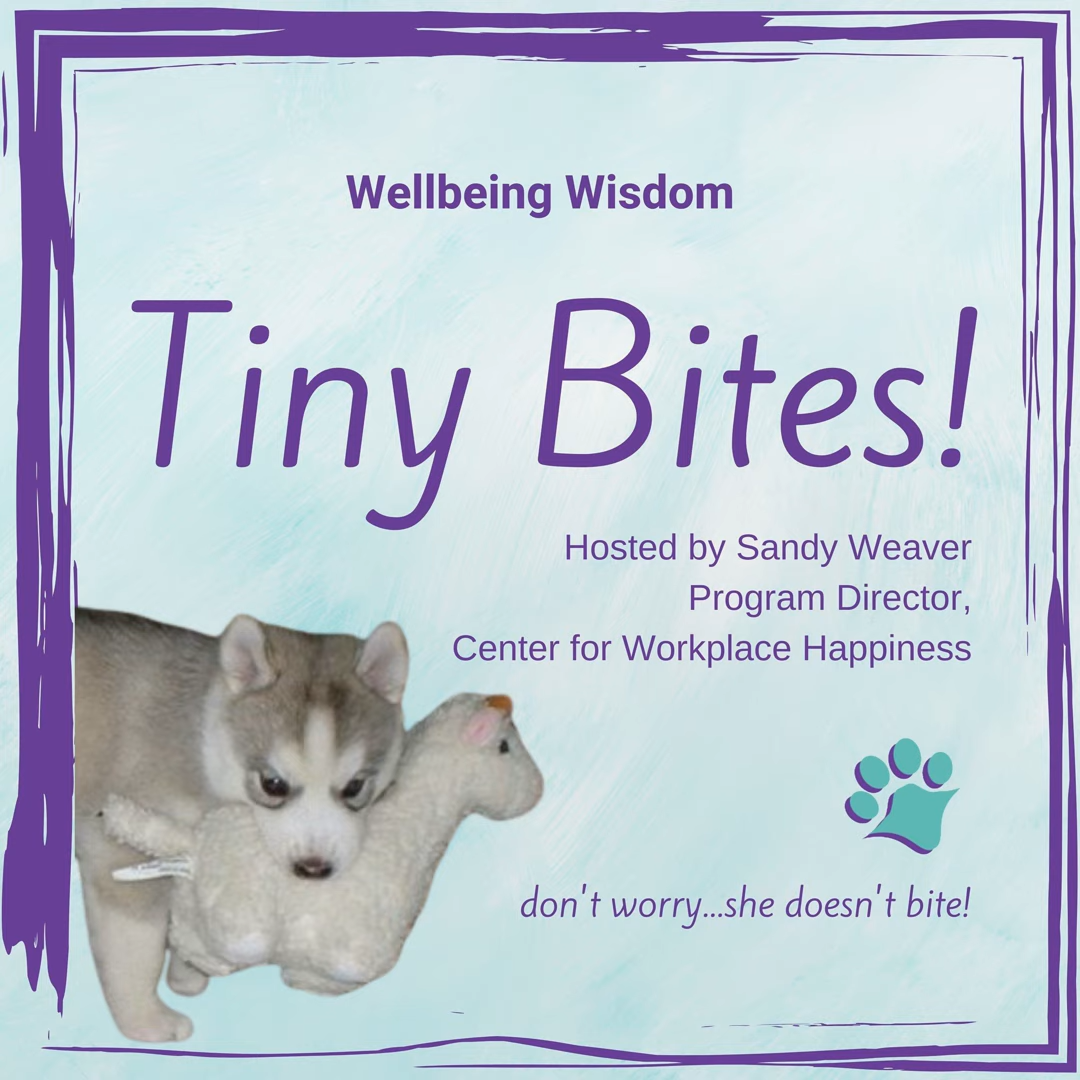 Wellbeing Wisdom
Tiny Bites!
Hosted by Sandy Weaver
Program Director,
Center for Workplace Happiness
don't worry...she doesn't bite!